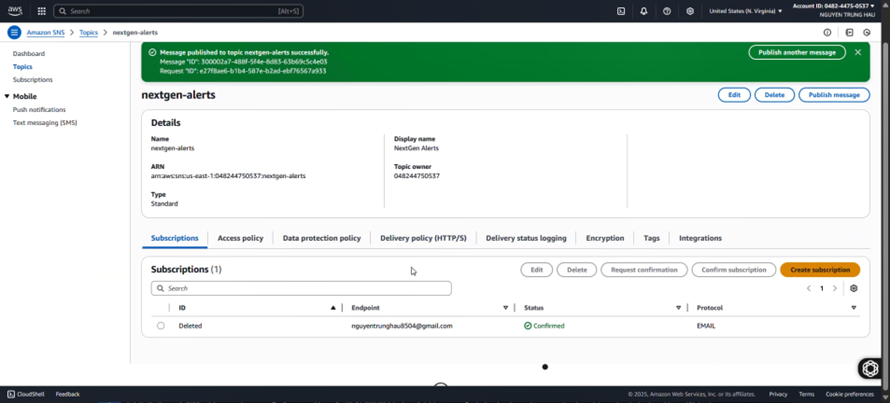 aws
Search [Alt+S]
United States (N. Virginia)
Account ID: 0482-4475-0537
NGUYEN TRUNG HAU
Amazon SNS > Topics > nextgen-alerts
Dashboard
Topics
Subscriptions
Mobile
Push notifications
Text messaging (SMS)
Message published to topic nextgen-alerts successfully.
Message "ID": 300002a7-488f-5f4e-8d83-63b69c5c4e03
Request "ID": e27f8ae6-b1b4-587e-b2ad-ebf76567a933
Publish another message
nextgen-alerts
Edit Delete Publish message
Details
Name
nextgen-alerts
ARN
arn:aws:sns:us-east-1:048244750537:nextgen-alerts
Type
Standard
Display name
NextGen Alerts
Topic owner
048244750537
Subscriptions Access policy Data protection policy Delivery policy (HTTP/S) Delivery status logging Encryption Tags Integrations
Subscriptions (1)
Edit Delete Request confirmation Confirm subscription Create subscription
Search
1
ID Endpoint Status Protocol
Deleted nguyentrunghau8504@gmail.com Confirmed EMAIL
CloudShell Feedback © 2025, Amazon Web Services, Inc. or its affiliates. Privacy Terms Cookie preferences